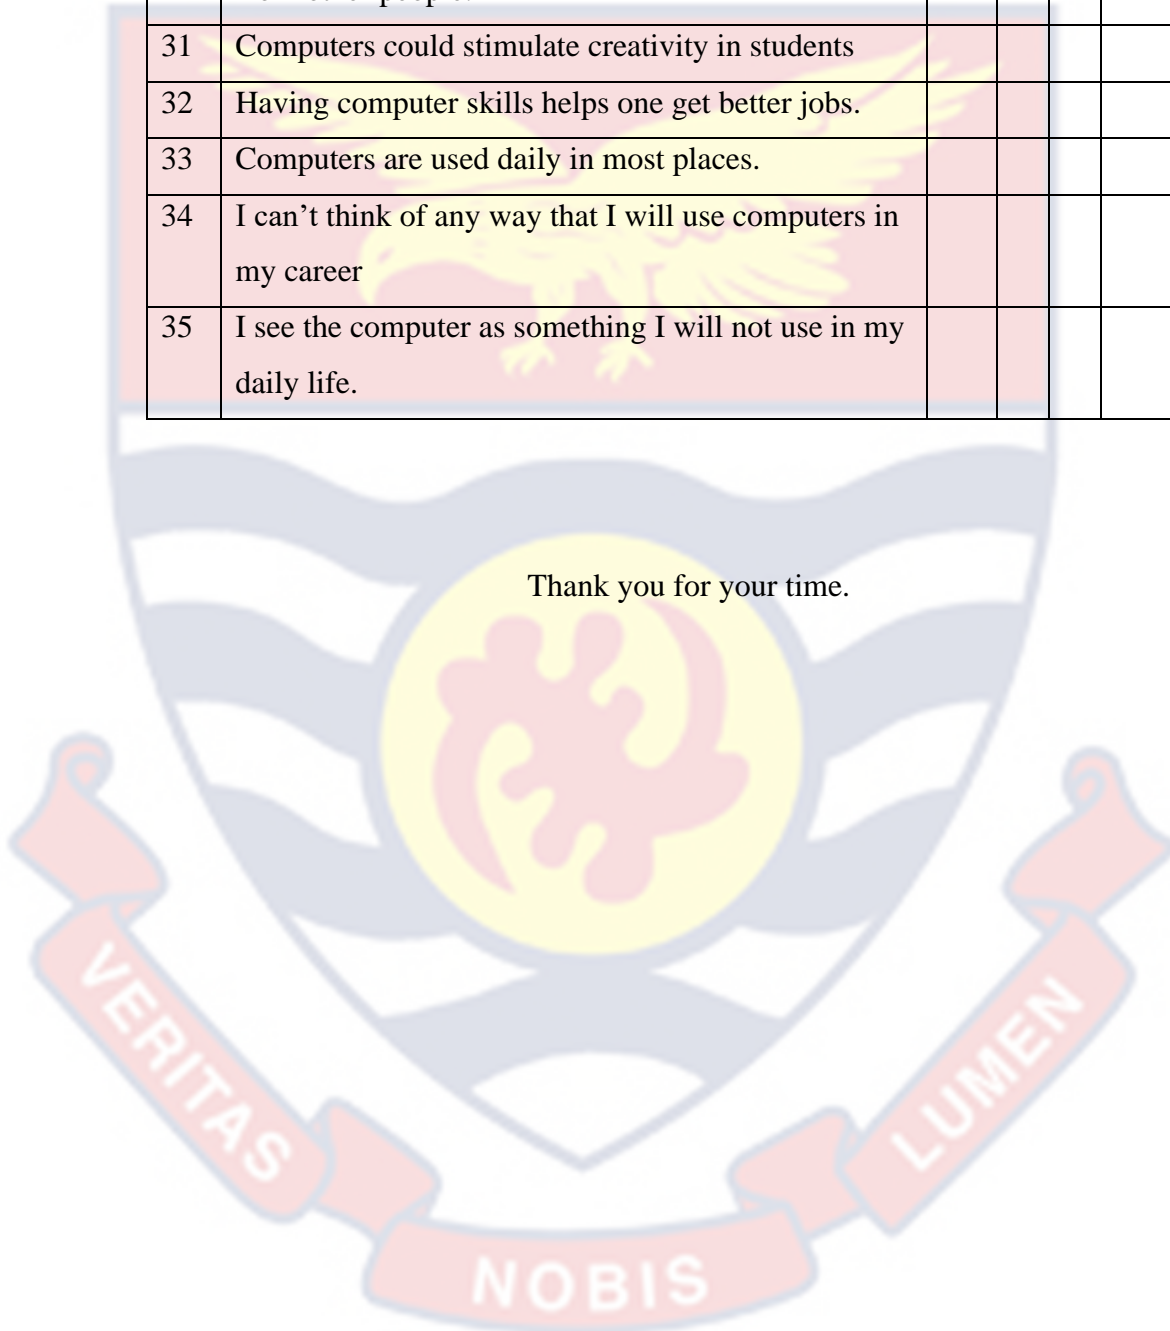 people.
31 Computers could stimulate creativity in students
32 Having computer skills helps one get better jobs.
33 Computers are used daily in most places.
34 I can’t think of any way that I will use computers in
my career
35 I see the computer as something I will not use in my
daily life.
Thank you for your time.
VERITAS
NOBIS
LUMEN